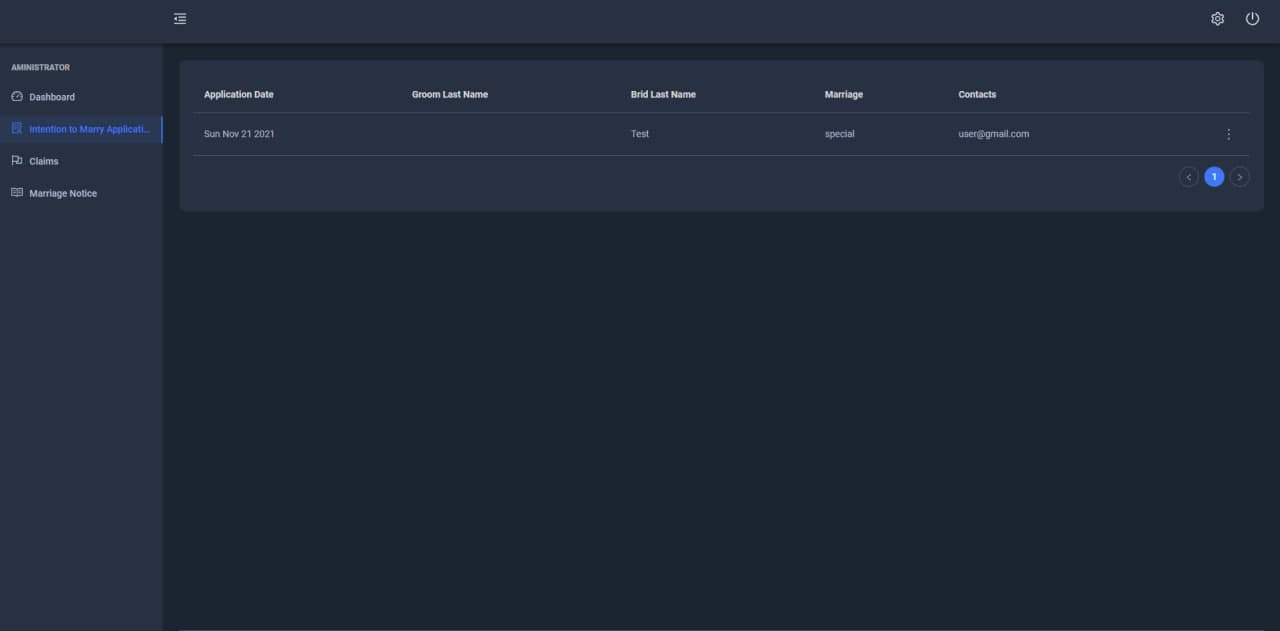 AMINISTRATOR
Dashboard
Intention to Marry Applicati...
Claims
Marriage Notice
Application Date Groom Last Name Brid Last Name Marriage Contacts
Sun Nov 21 2021 Test special user@gmail.com
1